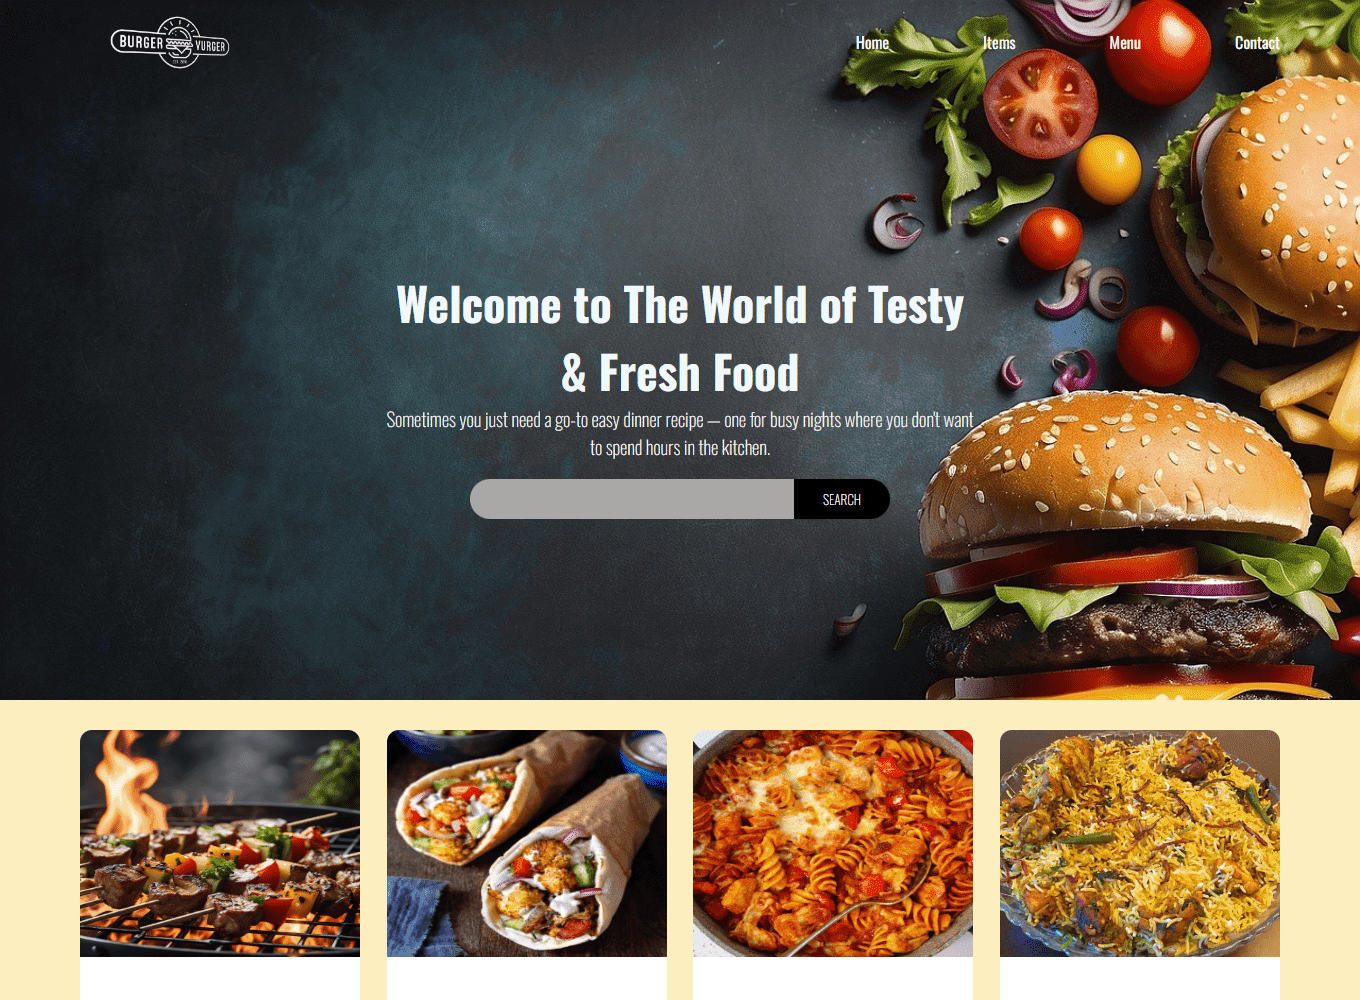 BURGER YURGER
Home Items Menu Contact
Welcome to The World of Testy
& Fresh Food
Sometimes you just need a go-to easy dinner recipe — one for busy nights where you don't want
to spend hours in the kitchen.
SEARCH